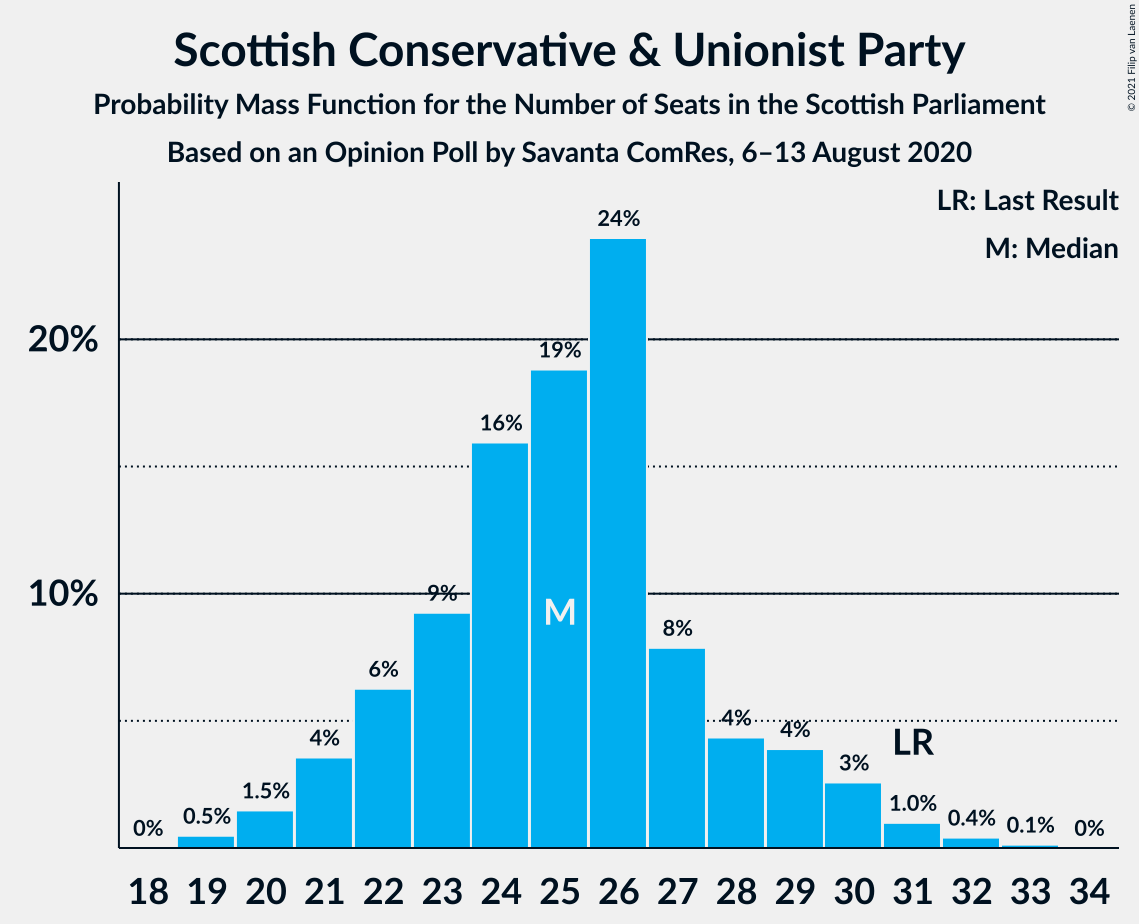 Scottish Conservative & Unionist Party
Probability Mass Function for the Number of Seats in the Scottish Parliament
Based on an Opinion Poll by Savanta ComRes, 6–13 August 2020
© 2021 Filip van Laenen
LR: Last Result
M: Median
24%
20%
19%
16%
10%
9%
M
8%
6%
4%
4%
4%
LR
3%
1.5%
1.0%
0.5%
0.4%
0.1%
0%
0%
18 19 20 21 22 23 24 25 26 27 28 29 30 31 32 33 34